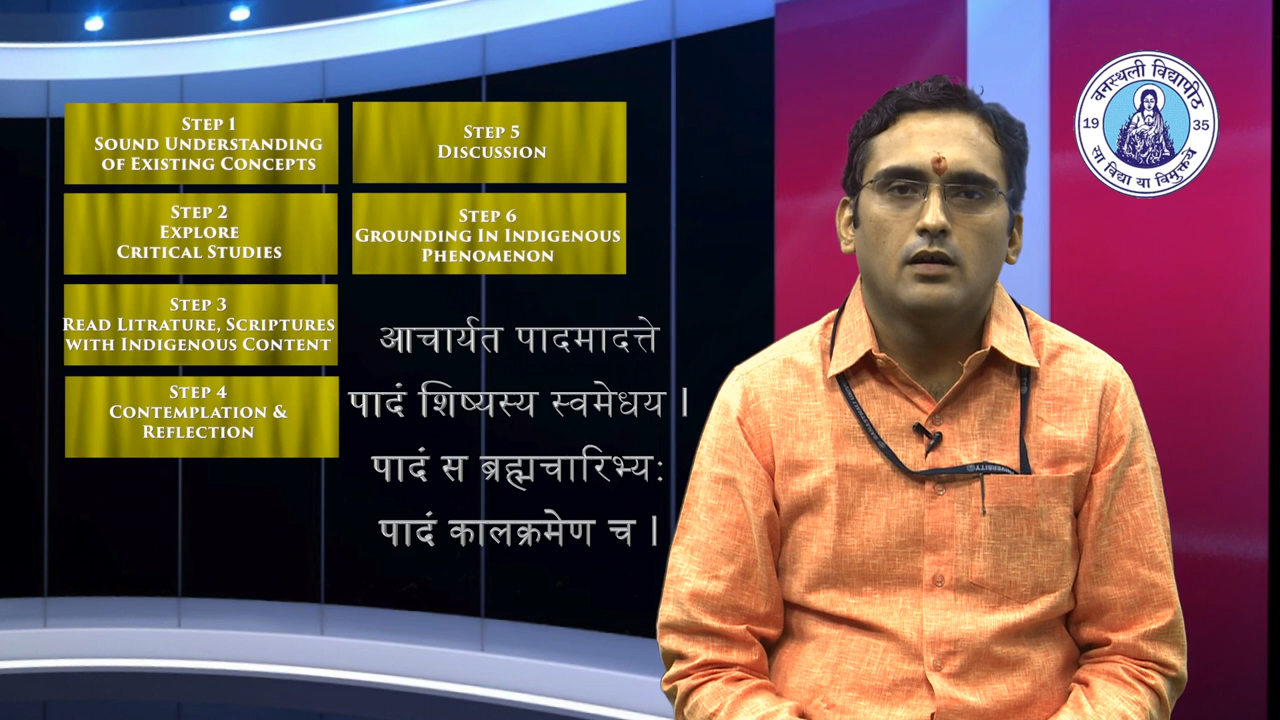 STEP 1
SOUND UNDERSTANDING
OF EXISTING CONCEPTS
STEP 2
EXPLORE
CRITICAL STUDIES
STEP 3
READ LITRATURE, SCRIPTURES
WITH INDIGENOUS CONTENT
STEP 4
CONTEMPLATION &
REFLECTION
STEP 5
DISCUSSION
STEP 6
GROUNDING IN INDIGENOUS
PHENOMENON
आचार्यत पादमादत्ते
पादं शिष्यस्य स्वमेधय ।
पादं स ब्रह्मचारिभ्यः
पादं कालक्रमेण च ।
वनस्थली विद्यापीठ
19 35
सा विद्या या विमुक्तये